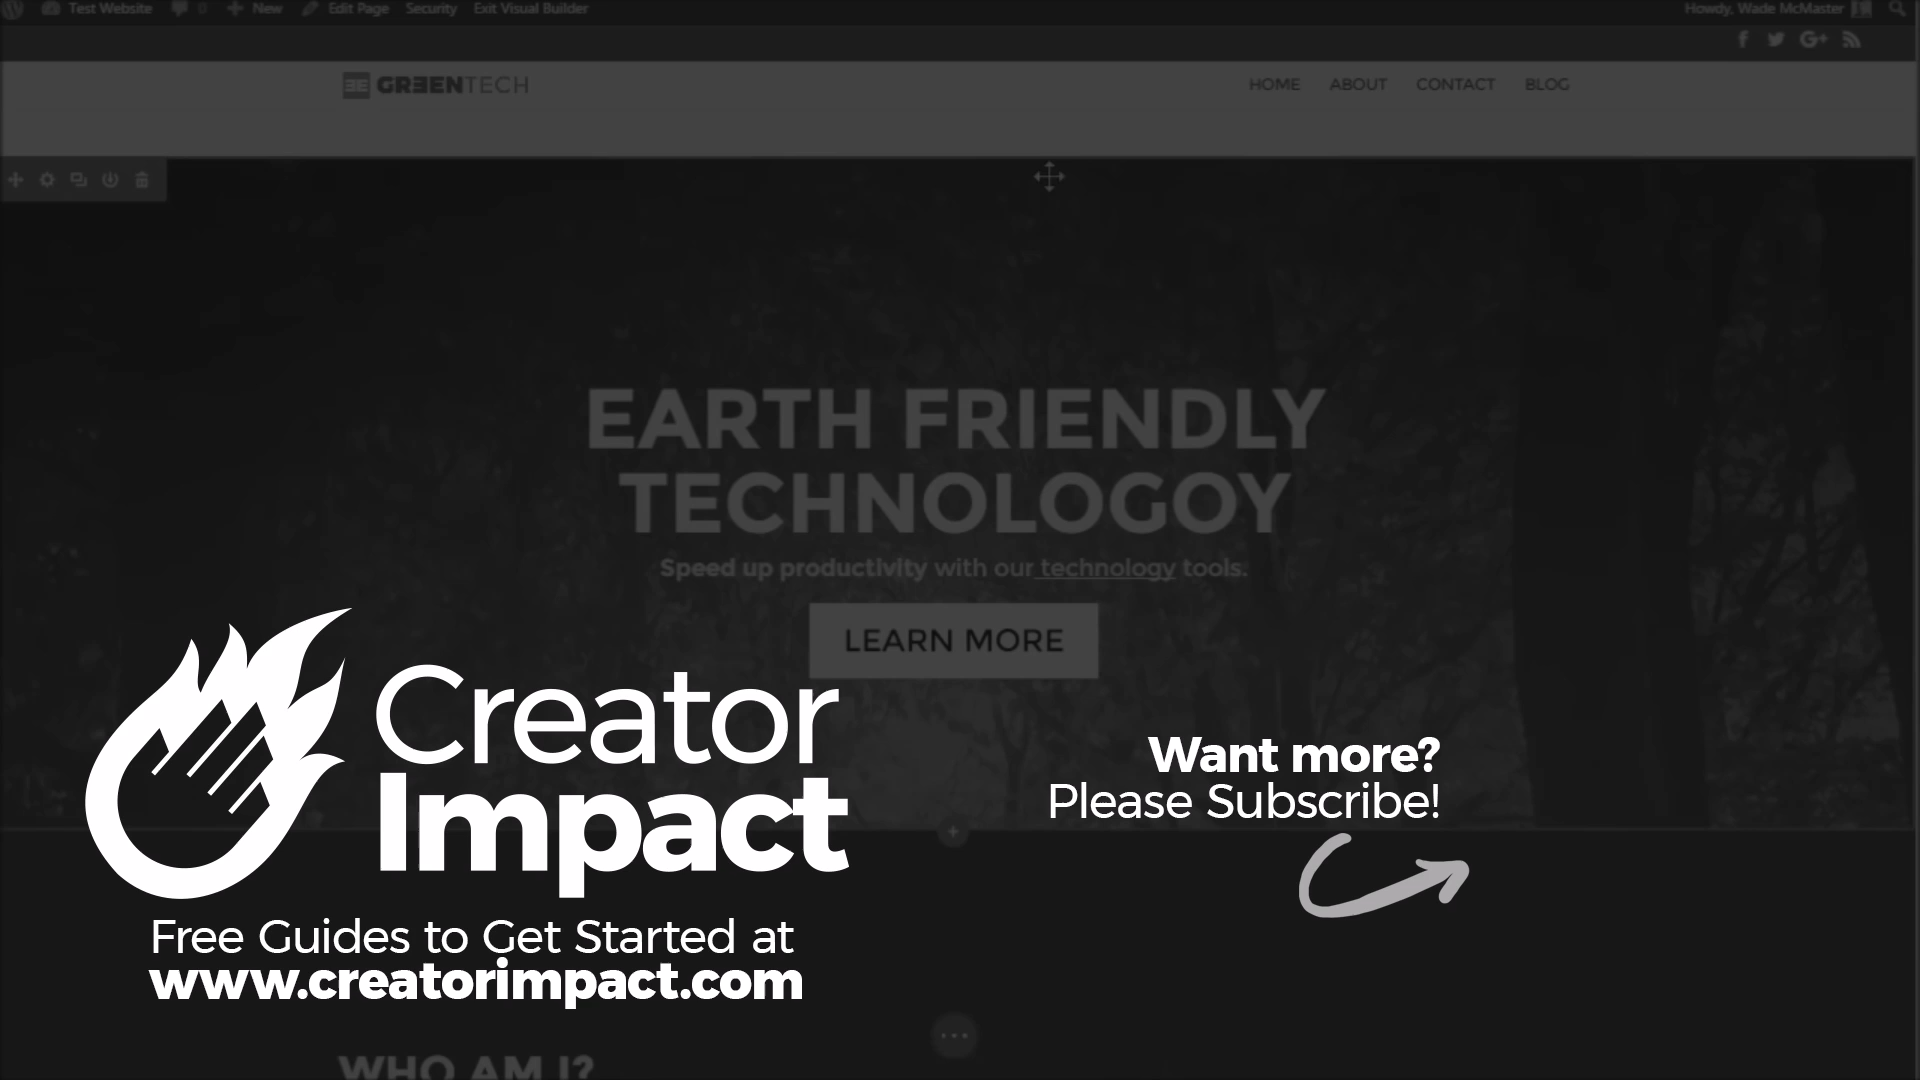 Test Website 0 New Edit Page Security Exit Visual Builder Howdy, Wade McMaster
GREENTECH HOME ABOUT CONTACT BLOG
EARTH FRIENDLY
TECHNOLOGOY
Speed up productivity with our technology tools.
LEARN MORE
Creator
Impact
Want more?
Please Subscribe!
Free Guides to Get Started at
www.creatorimpact.com
WHO AM I?